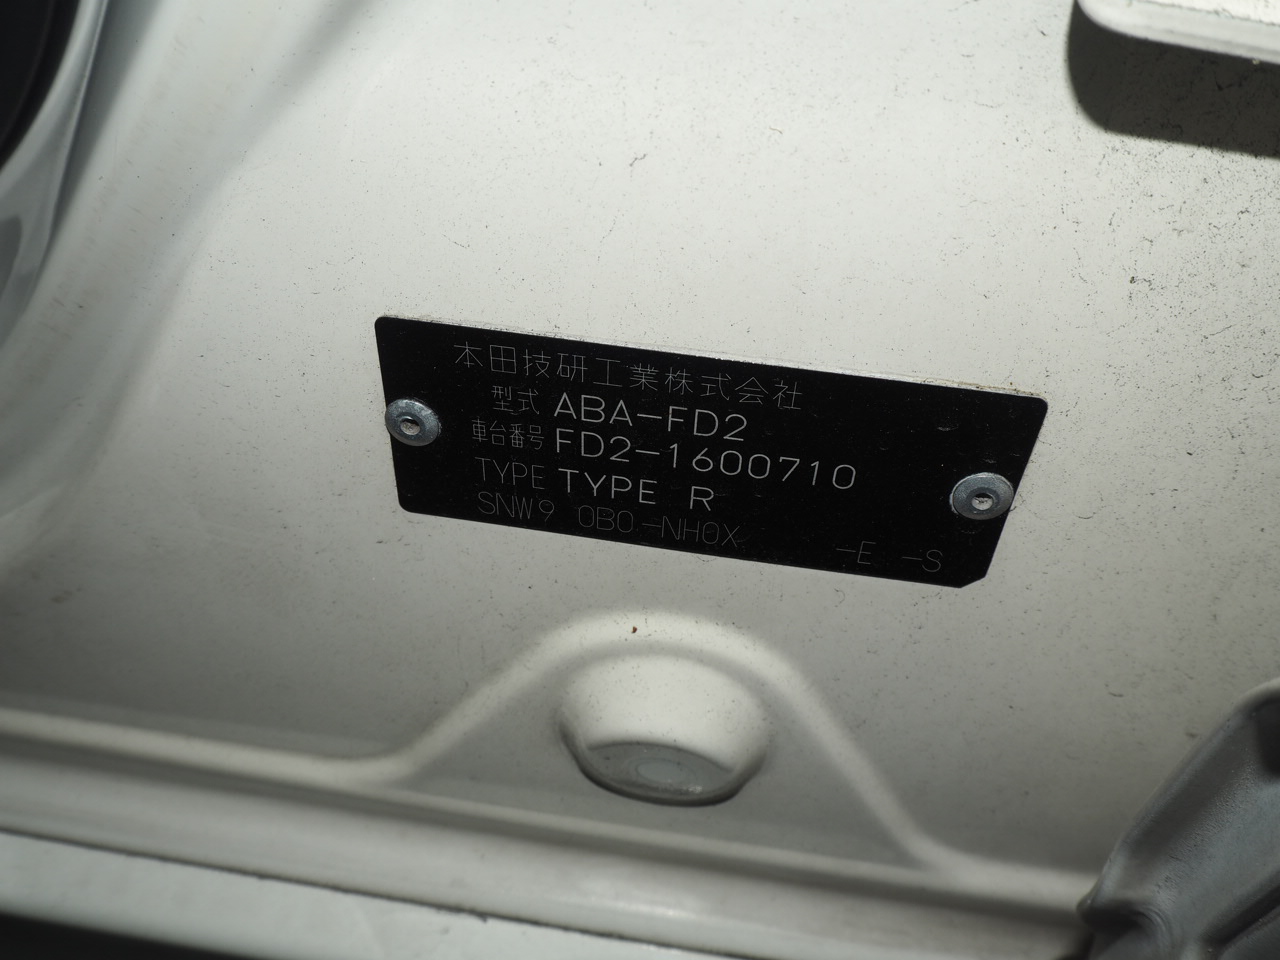 本田技研工業株式会社
型式 ABA-FD2
車台番号 FD2-1600710
TYPE TYPE R
SNW9 0B0-NH0X -E -S